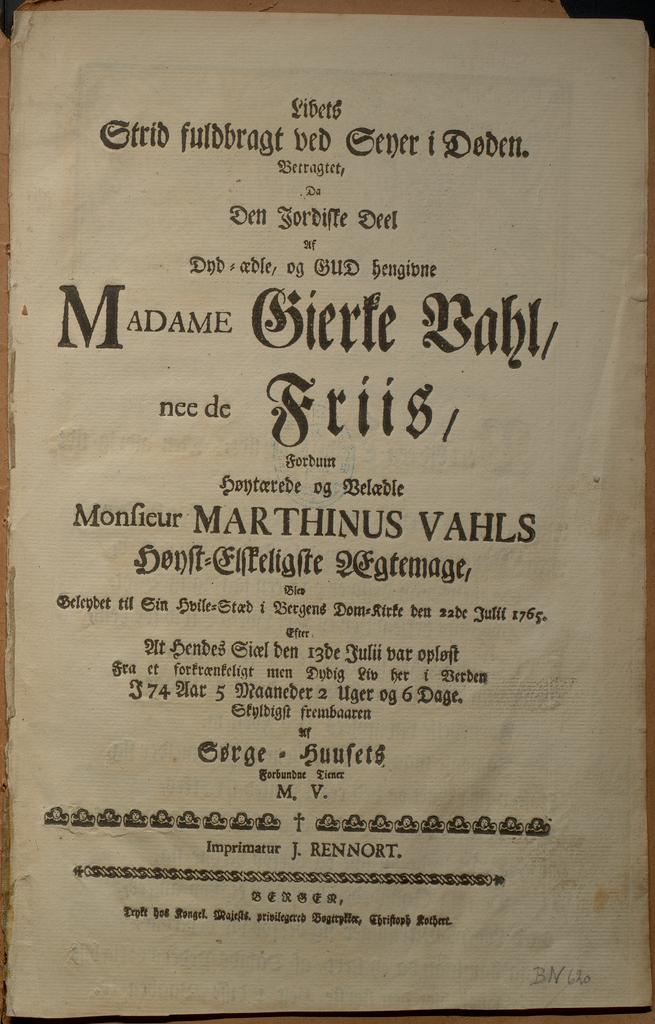 Livets
Strid fuldbragt ved Seyer i Døden.
Betragtet,
Da
Den Jordiske Deel
Af
Dyd-ædle, og GUD hengivne
MADAME Gierke Vahl,
nee de Friis,
Fordum
Høytærede og Velædle
Monsieur MARTHINUS VAHLS
Høyst-Elskeligste Ægtemage,
Blev
Geleydet til Sin Hvile-Stæd i Bergens Dom-Kirke den 22de Julii 1765.
Efter
At Hendes Siæl den 13de Julii var opløst
Fra et forkrænkeligt men Dydig Liv her i Verden
I 74 Aar 5 Maaneder 2 Uger og 6 Dage.
Skyldigst frembaaren
Af
Sørge-Huusets
Forbundne Tiener
M. V.
Imprimatur J. RENNORT.
BERGEN,
Trykt hos Kongel. Majests. privilegered Bogtrykker, Christoph Kothert.
BN 620